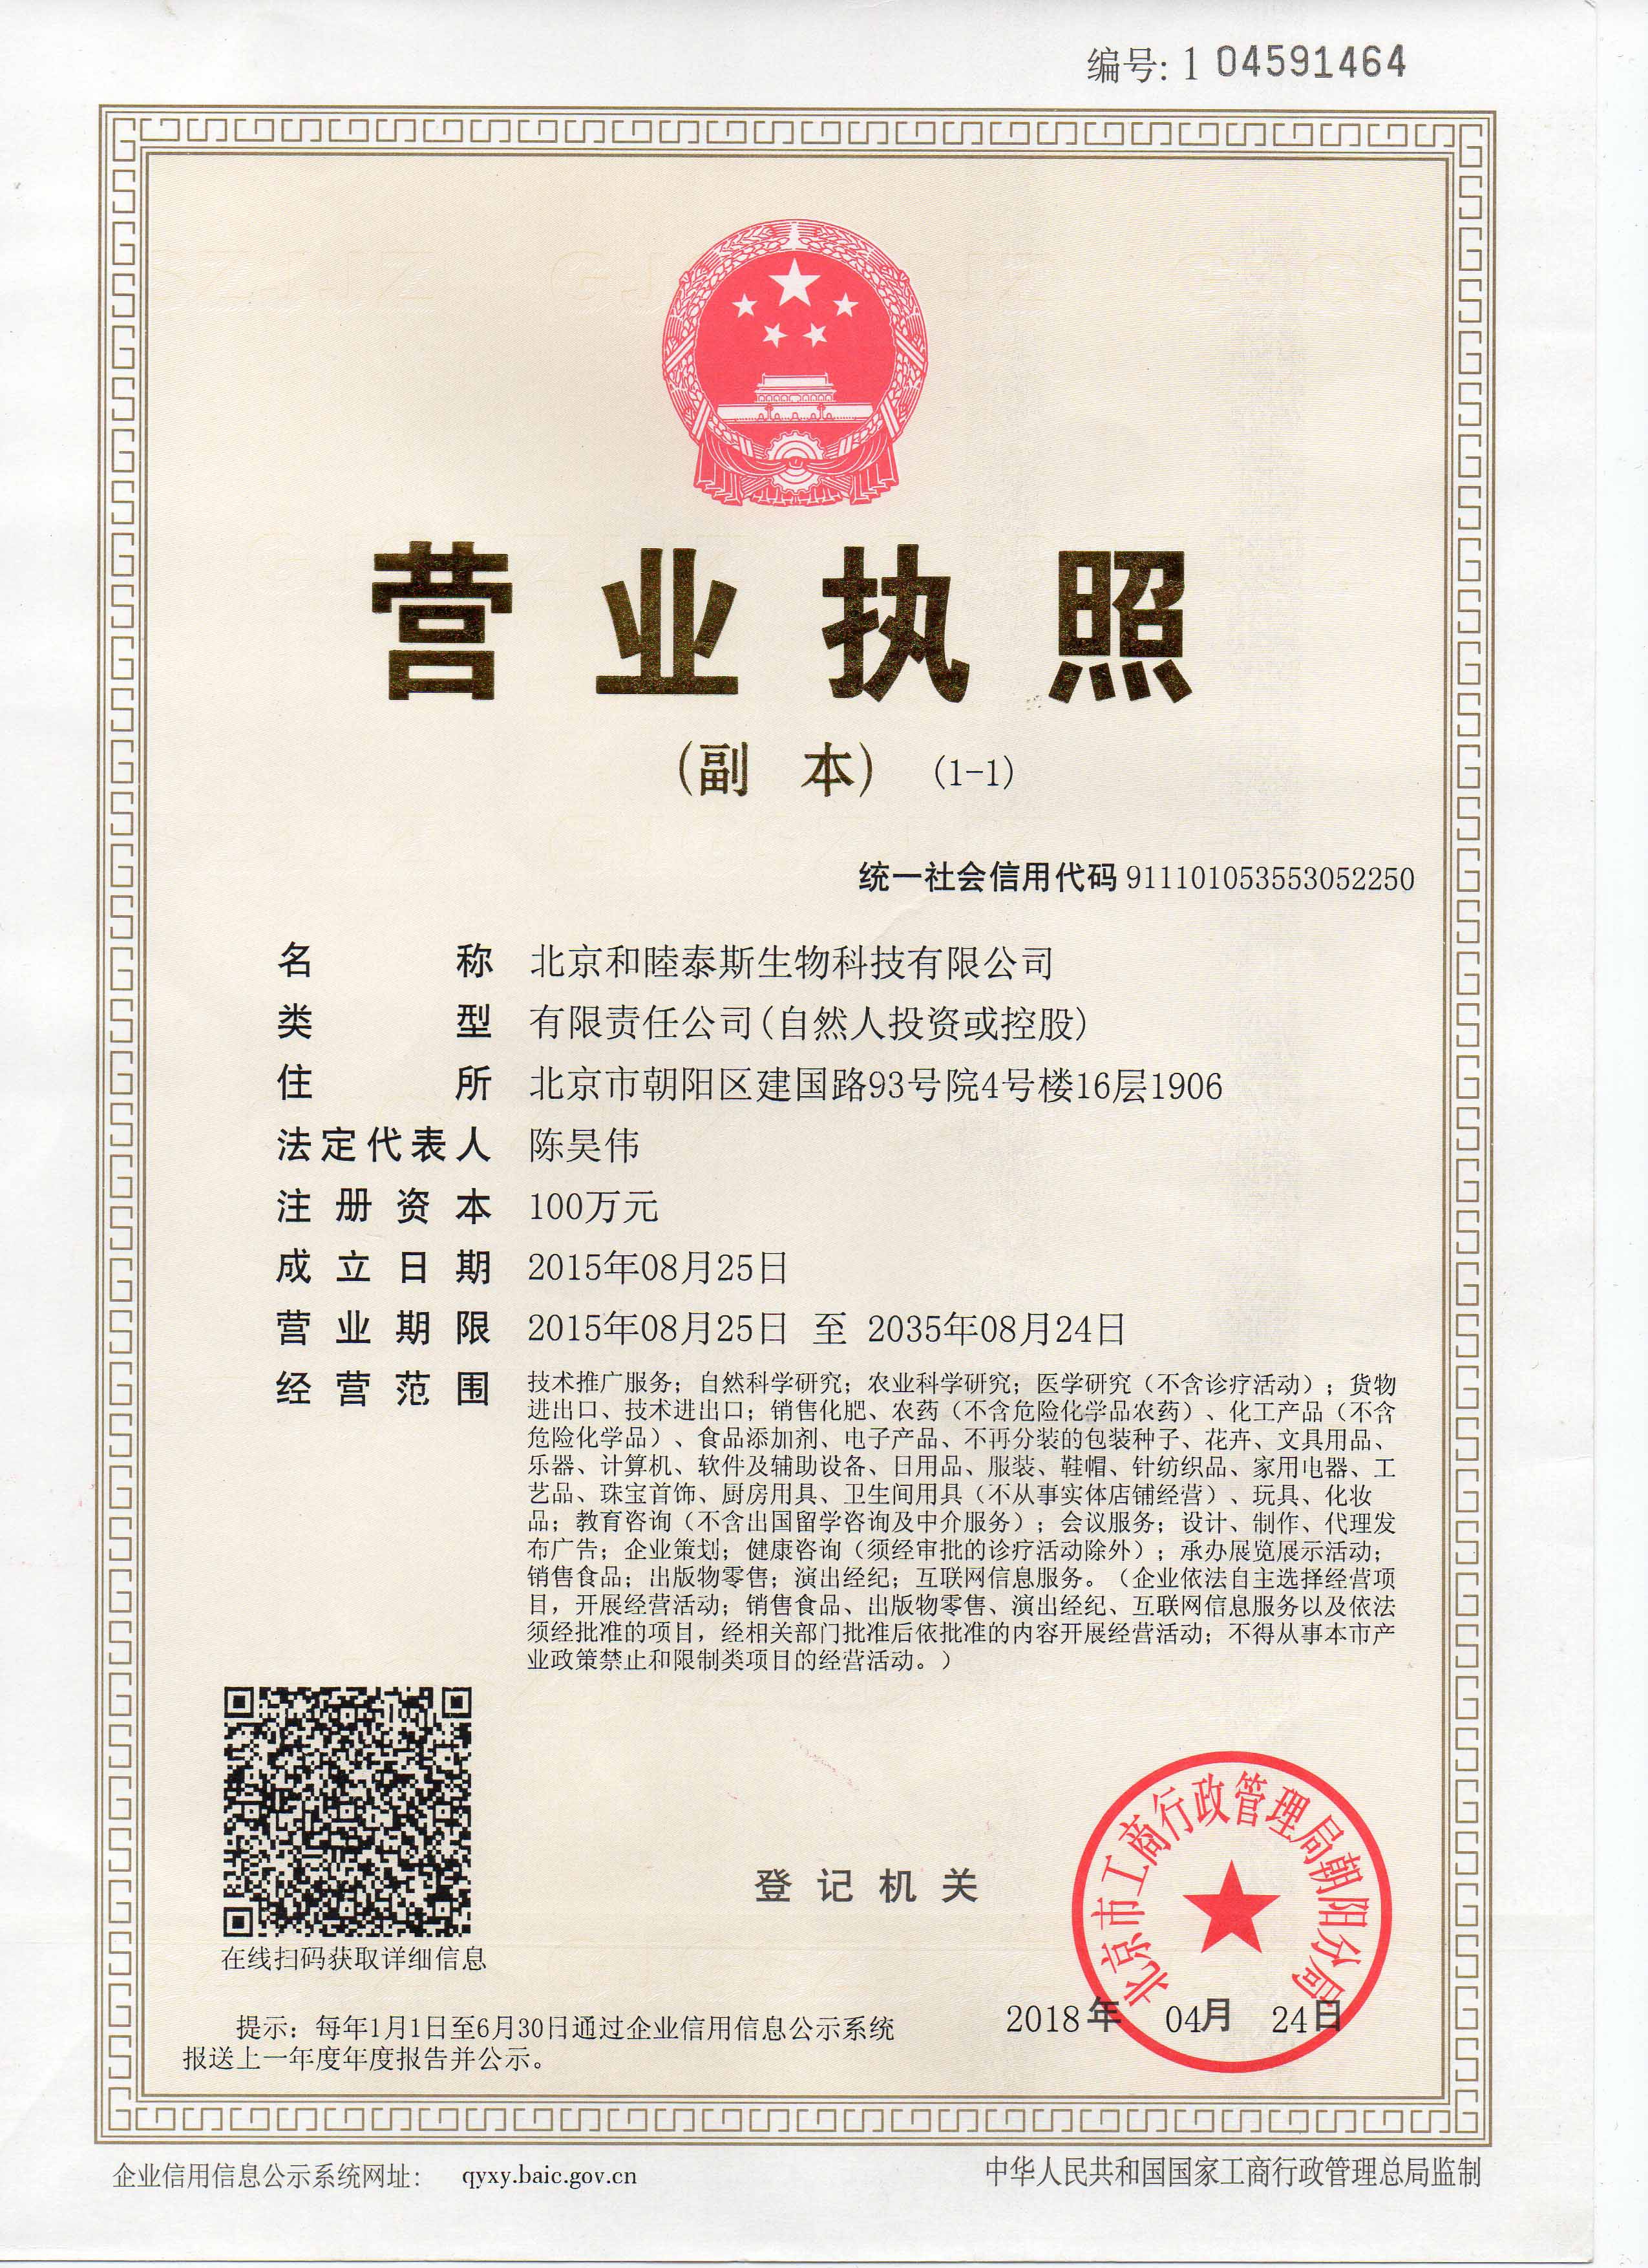 编号: 1 04591464
营业执照
(副 本) (1-1)
统一社会信用代码 911101053553052250
名 称 北京和睦泰斯生物科技有限公司
类 型 有限责任公司(自然人投资或控股)
住 所 北京市朝阳区建国路93号院4号楼16层1906
法定代表人 陈昊伟
注册资本 100万元
成立日期 2015年08月25日
营业期限 2015年08月25日 至 2035年08月24日
经营范围 技术推广服务；自然科学研究；农业科学研究；医学研究（不含诊疗活动）；货物
进出口、技术进出口；销售化肥、农药（不含危险化学品农药）、化工产品（不含
危险化学品）、食品添加剂、电子产品、不再分装的包装种子、花卉、文具用品、
乐器、计算机、软件及辅助设备、日用品、服装、鞋帽、针纺织品、家用电器、工
艺品、珠宝首饰、厨房用具、卫生间用具（不从事实体店铺经营）、玩具、化妆
品；教育咨询（不含出国留学咨询及中介服务）；会议服务；设计、制作、代理发
布广告；企业策划；健康咨询（须经审批的诊疗活动除外）；承办展览展示活动；
销售食品；出版物零售；演出经纪；互联网信息服务。（企业依法自主选择经营项
目，开展经营活动；销售食品、出版物零售、演出经纪、互联网信息服务以及依法
须经批准的项目，经相关部门批准后依批准的内容开展经营活动；不得从事本市产
业政策禁止和限制类项目的经营活动。）
在线扫码获取详细信息
登记机关
北京市工商行政管理局朝阳分局
2018年 04月 24日
提示：每年1月1日至6月30日通过企业信用信息公示系统
报送上一年度年度报告并公示。
企业信用信息公示系统网址： qyxy.baic.gov.cn
中华人民共和国国家工商行政管理总局监制